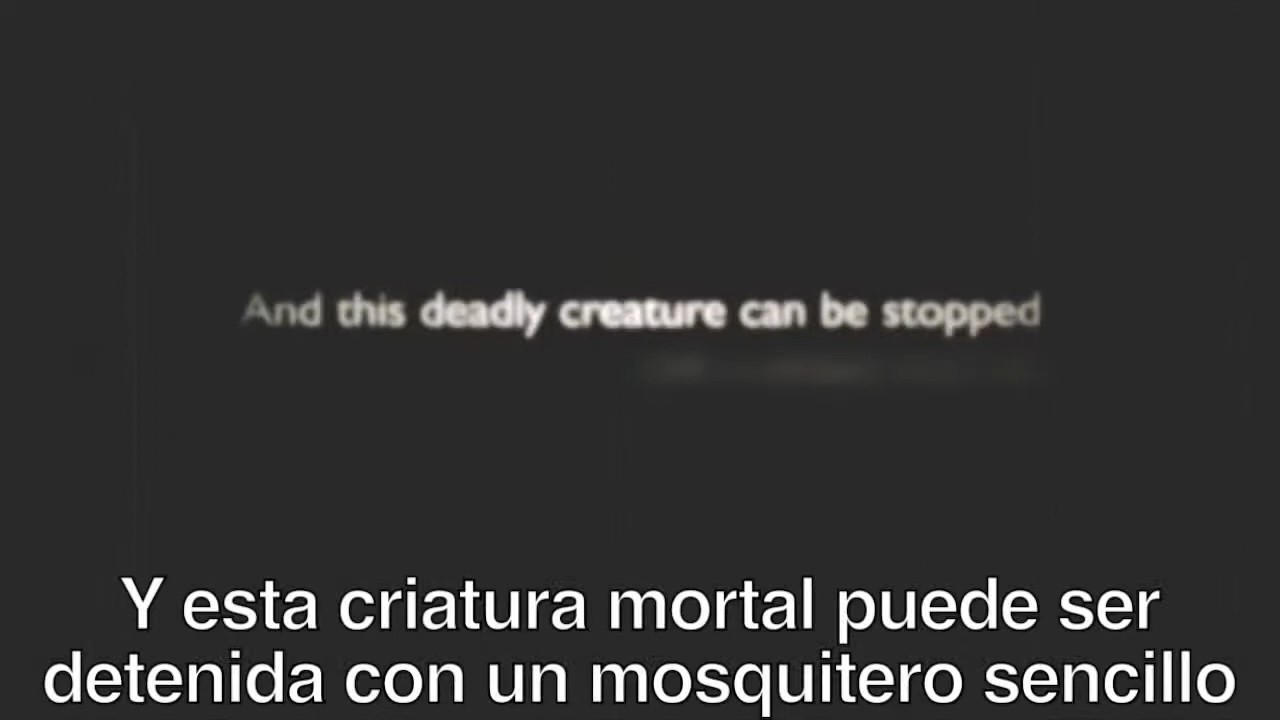 And this deadly creature can be stopped
Y esta criatura mortal puede ser
detenida con un mosquitero sencillo